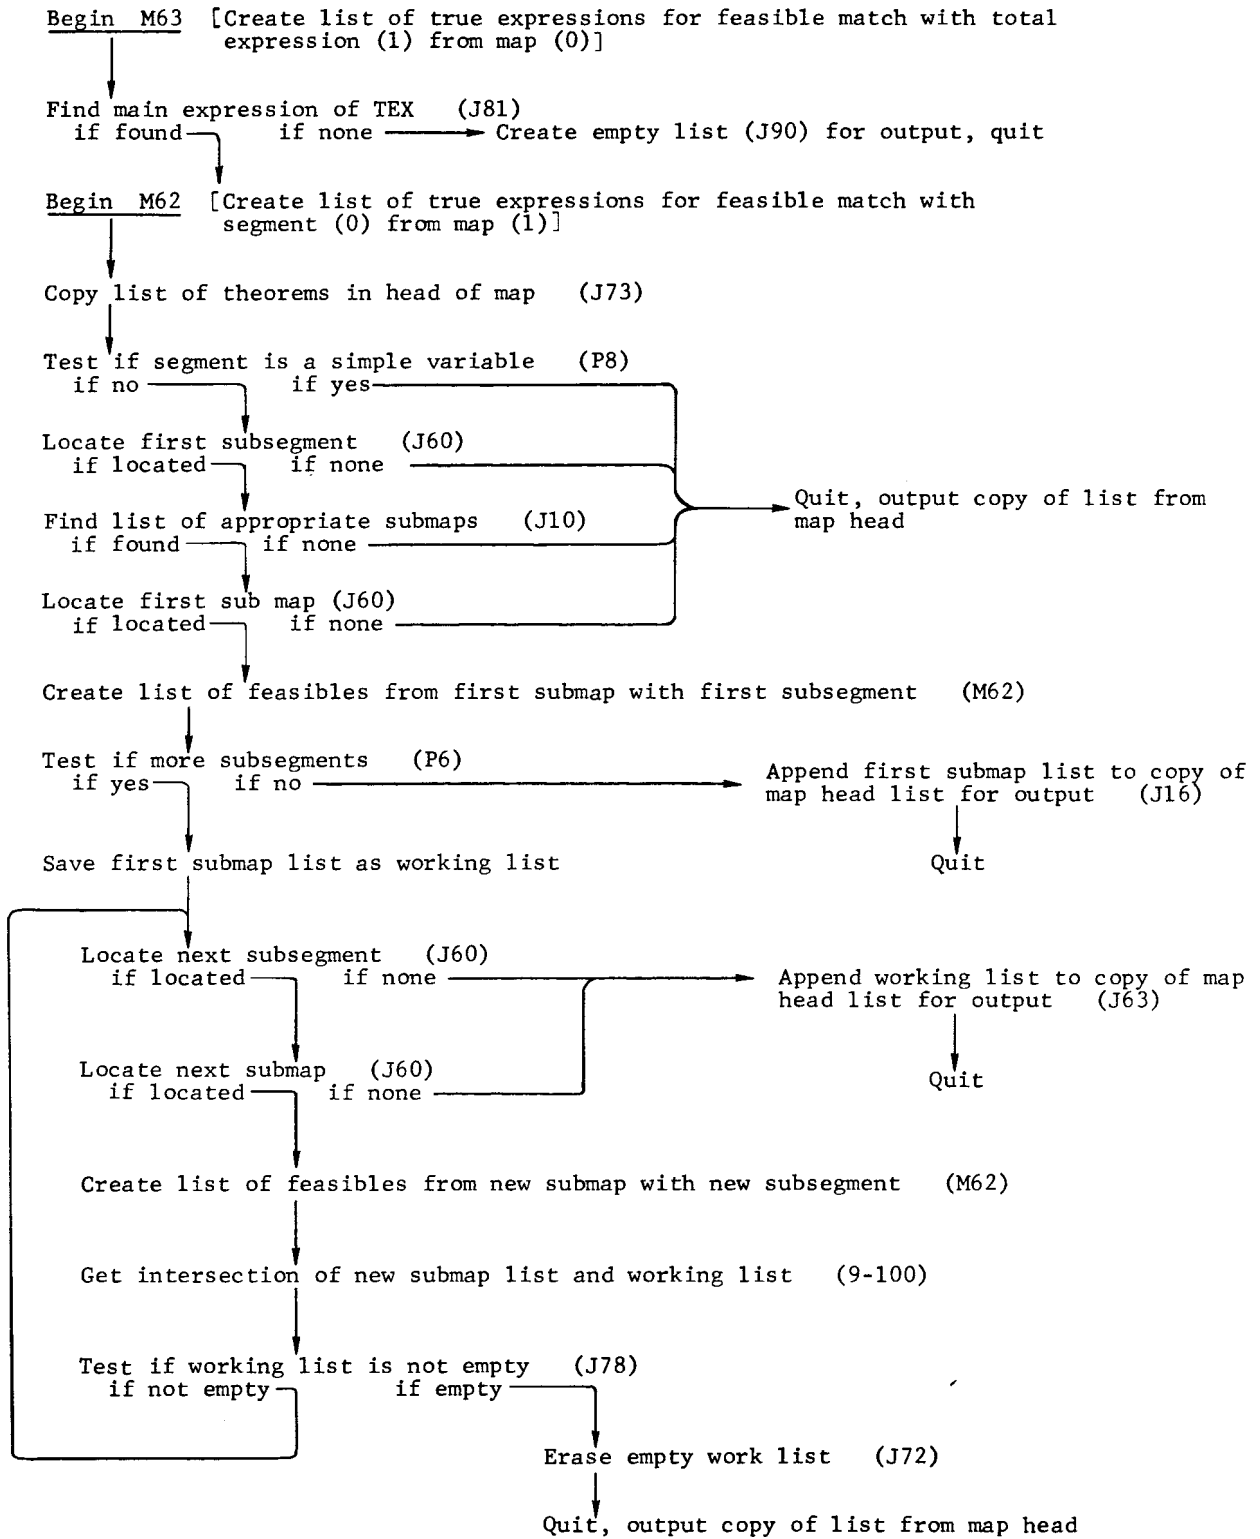 Begin M63 [Create list of true expressions for feasible match with total
expression (1) from map (0)]
Find main expression of TEX (J81)
if found if none Create empty list (J90) for output, quit
Begin M62 [Create list of true expressions for feasible match with
segment (0) from map (1)]
Copy list of theorems in head of map (J73)
Test if segment is a simple variable (P8)
if no if yes
Locate first subsegment (J60)
if located if none
Quit, output copy of list from
map head
Find list of appropriate submaps (J10)
if found if none
Locate first sub map (J60)
if located if none
Create list of feasibles from first submap with first subsegment (M62)
Test if more subsegments (P6)
if yes if no
Append first submap list to copy of
map head list for output (J16)
Quit
Save first submap list as working list
Locate next subsegment (J60)
if located if none
Append working list to copy of map
head list for output (J63)
Quit
Locate next submap (J60)
if located if none
Create list of feasibles from new submap with new subsegment (M62)
Get intersection of new submap list and working list (9-100)
Test if working list is not empty (J78)
if not empty if empty
Erase empty work list (J72)
Quit, output copy of list from map head